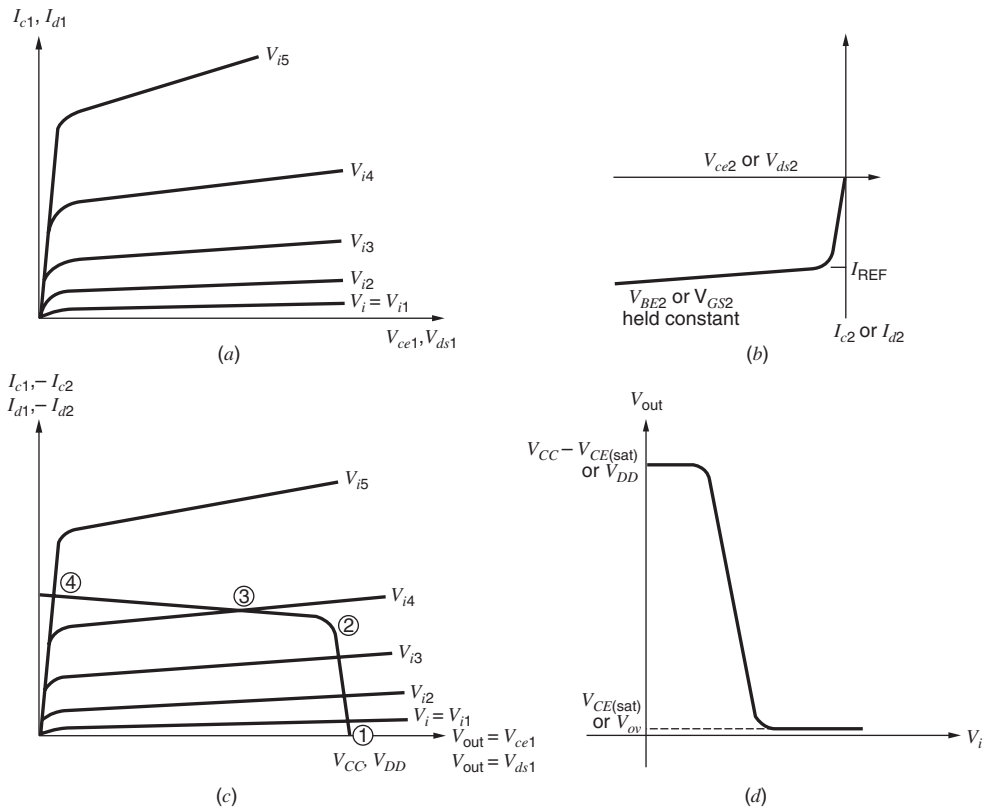 I_c1, I_d1
V_i5
V_i4
V_i3
V_i2
V_i = V_i1
V_ce1, V_ds1
(a)
V_ce2 or V_ds2
I_REF
V_BE2 or V_GS2
held constant
I_c2 or I_d2
(b)
I_c1, – I_c2
I_d1, – I_d2
V_i5
④
③
V_i4
②
V_i3
V_i2
V_i = V_i1
①
V_out = V_ce1
V_CC, V_DD
V_out = V_ds1
(c)
V_out
V_CC – V_CE(sat)
or V_DD
V_CE(sat)
or V_ov
V_i
(d)